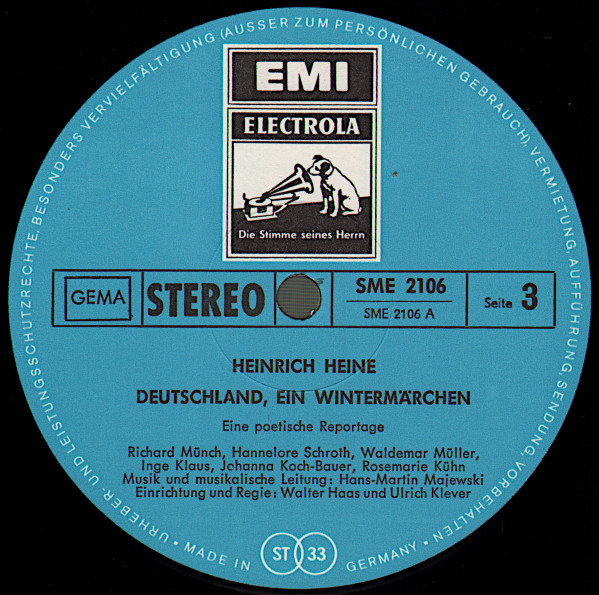 URHEBER- UND LEISTUNGSSCHUTZRECHTE, BESONDERS VERVIELFÄLTIGUNG (AUSSER ZUM PERSÖNLICHEN GEBRAUCH), VERMIETUNG, AUFFÜHRUNG, SENDUNG, VORBEHALTEN • MADE IN GERMANY •
EMI
ELECTROLA
Die Stimme seines Herrn
GEMA
STEREO
SME 2106
SME 2106 A
Seite 3
HEINRICH HEINE
DEUTSCHLAND, EIN WINTERMÄRCHEN
Eine poetische Reportage
Richard Münch, Hannelore Schroth, Waldemar Müller,
Inge Klaus, Johanna Koch-Bauer, Rosemarie Kühn
Musik und musikalische Leitung: Hans-Martin Majewski
Einrichtung und Regie: Walter Haas und Ulrich Klever
ST 33